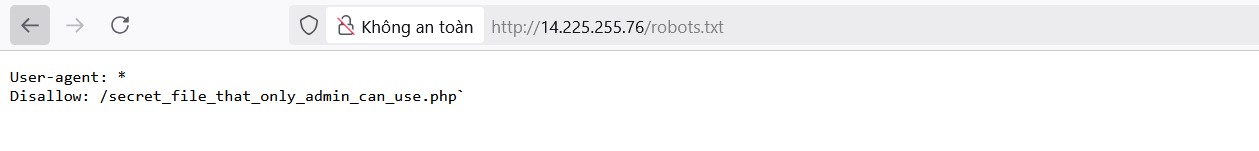 Không an toàn http://14.225.255.76/robots.txt
User-agent: *
Disallow: /secret_file_that_only_admin_can_use.php`